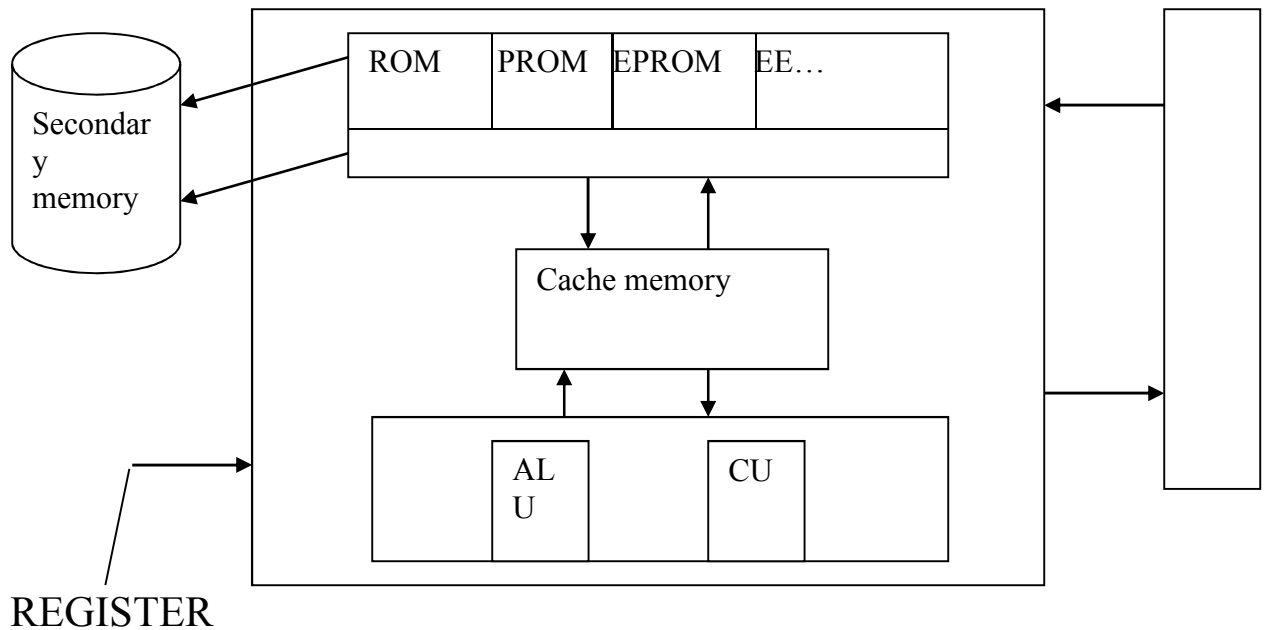 ROM PROM EPROM EE…
Secondar
y
memory
Cache memory
AL
U
CU
REGISTER